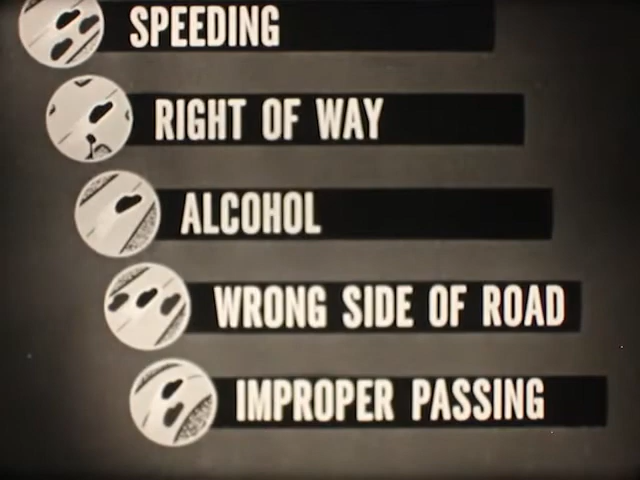 SPEEDING
RIGHT OF WAY
ALCOHOL
WRONG SIDE OF ROAD
IMPROPER PASSING